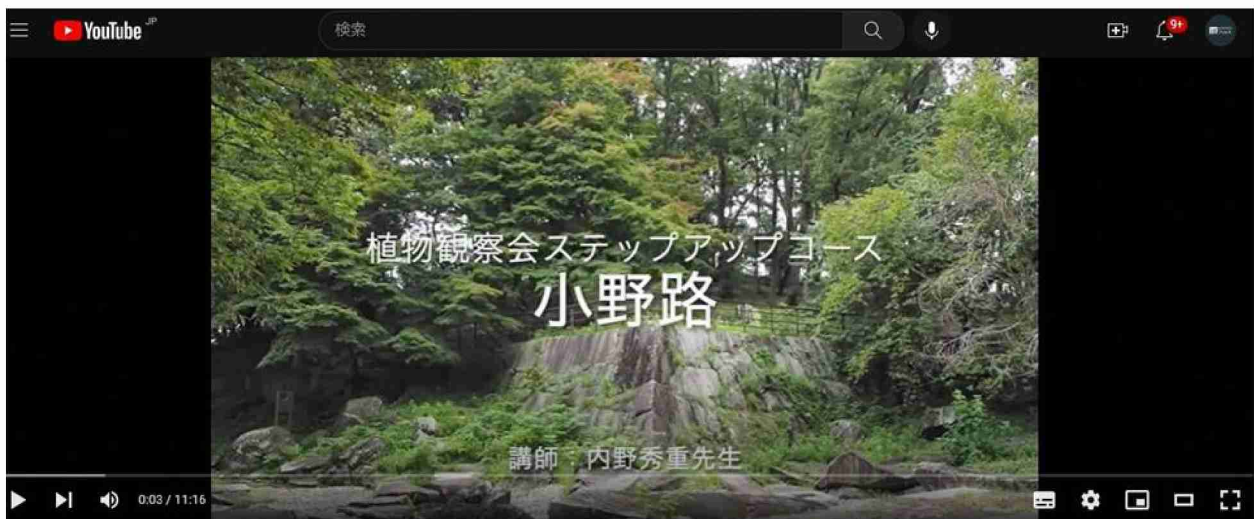 YouTube JP
検索
9+
植物観察会ステップアップコース
小野路
講師：内野秀重先生
0:03 / 11:16